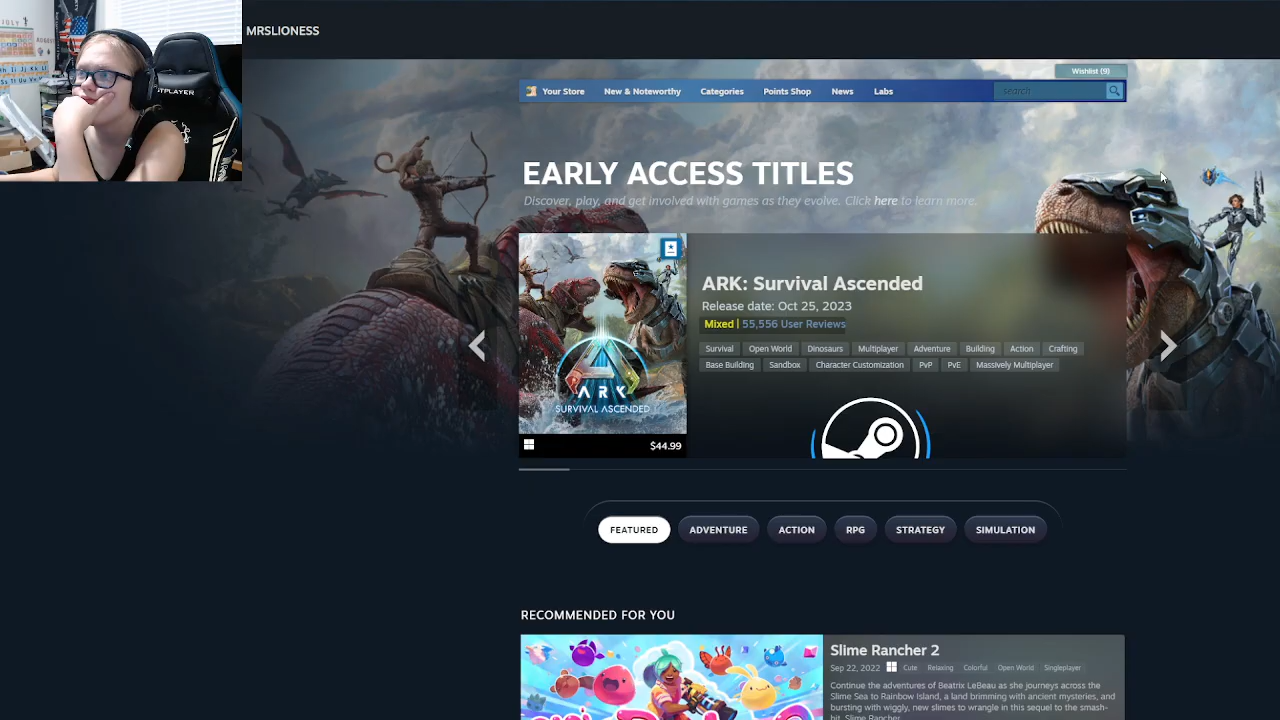 MRSLIONESS
Wishlist (9)
Your Store New & Noteworthy Categories Points Shop News Labs search
EARLY ACCESS TITLES
Discover, play, and get involved with games as they evolve. Click here to learn more.
ARK: Survival Ascended
Release date: Oct 25, 2023
Mixed | 55,556 User Reviews
Survival Open World Dinosaurs Multiplayer Adventure Building Action Crafting
Base Building Sandbox Character Customization PvP PvE Massively Multiplayer
ARK
SURVIVAL ASCENDED
$44.99
FEATURED ADVENTURE ACTION RPG STRATEGY SIMULATION
RECOMMENDED FOR YOU
Slime Rancher 2
Sep 22, 2022 Cute Relaxing Colorful Open World Singleplayer
Continue the adventures of Beatrix LeBeau as she journeys across the
Slime Sea to Rainbow Island, a land brimming with ancient mysteries, and
bursting with wiggly, new slimes to wrangle in this sequel to the smash-
hit, Slime Rancher.
JULY